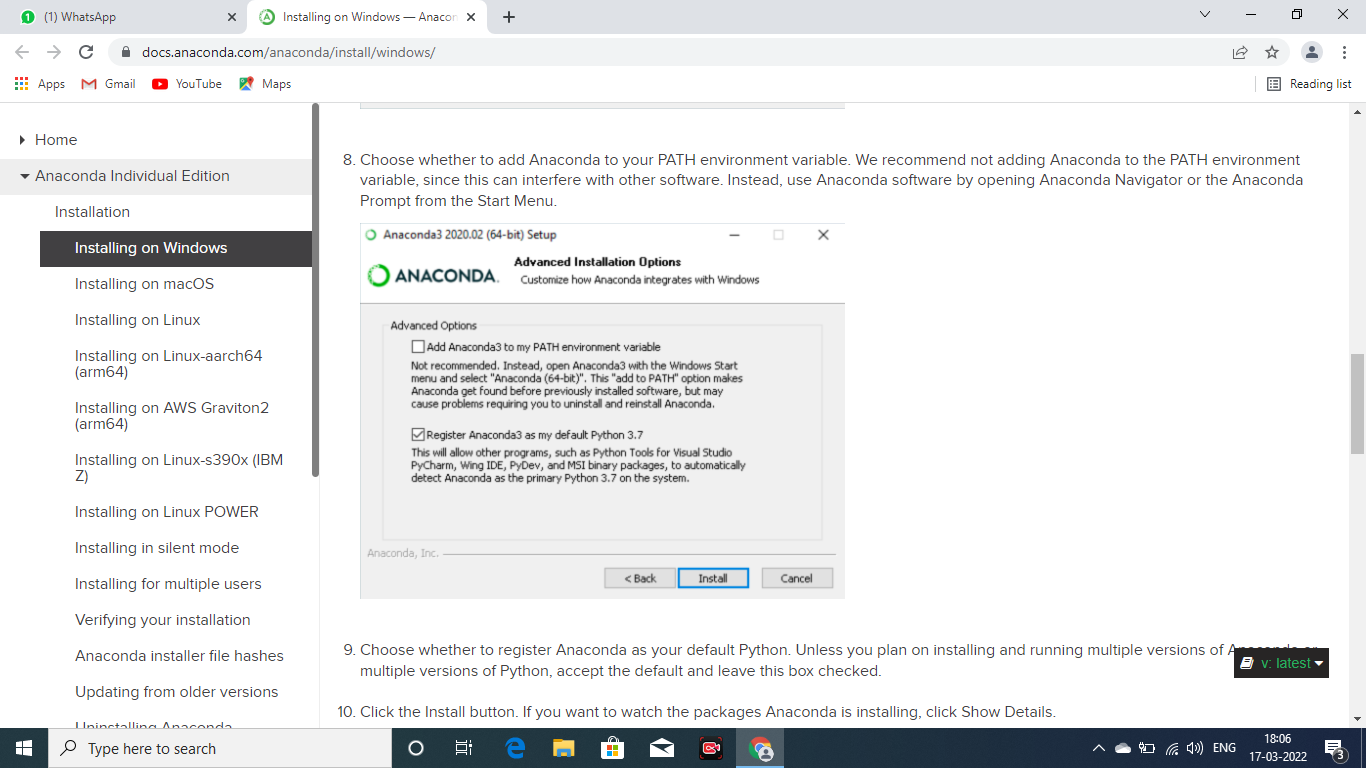 (1) WhatsApp
Installing on Windows — Anacon
docs.anaconda.com/anaconda/install/windows/
Apps
Gmail
YouTube
Maps
Reading list
Home
Anaconda Individual Edition
Installation
Installing on Windows
Installing on macOS
Installing on Linux
Installing on Linux-aarch64
(arm64)
Installing on AWS Graviton2
(arm64)
Installing on Linux-s390x (IBM
Z)
Installing on Linux POWER
Installing in silent mode
Installing for multiple users
Verifying your installation
Anaconda installer file hashes
Updating from older versions
Uninstalling Anaconda
8. Choose whether to add Anaconda to your PATH environment variable. We recommend not adding Anaconda to the PATH environment
variable, since this can interfere with other software. Instead, use Anaconda software by opening Anaconda Navigator or the Anaconda
Prompt from the Start Menu.
Anaconda3 2020.02 (64-bit) Setup
ANACONDA.
Advanced Installation Options
Customize how Anaconda integrates with Windows
Advanced Options
Add Anaconda3 to my PATH environment variable
Not recommended. Instead, open Anaconda3 with the Windows Start
menu and select "Anaconda (64-bit)". This "add to PATH" option makes
Anaconda get found before previously installed software, but may
cause problems requiring you to uninstall and reinstall Anaconda.
Register Anaconda3 as my default Python 3.7
This will allow other programs, such as Python Tools for Visual Studio
PyCharm, Wing IDE, PyDev, and MSI binary packages, to automatically
detect Anaconda as the primary Python 3.7 on the system.
Anaconda, Inc.
< Back
Install
Cancel
9. Choose whether to register Anaconda as your default Python. Unless you plan on installing and running multiple versions of Anaconda or
multiple versions of Python, accept the default and leave this box checked.
v: latest
10. Click the Install button. If you want to watch the packages Anaconda is installing, click Show Details.
Type here to search
ENG
18:06
17-03-2022
3